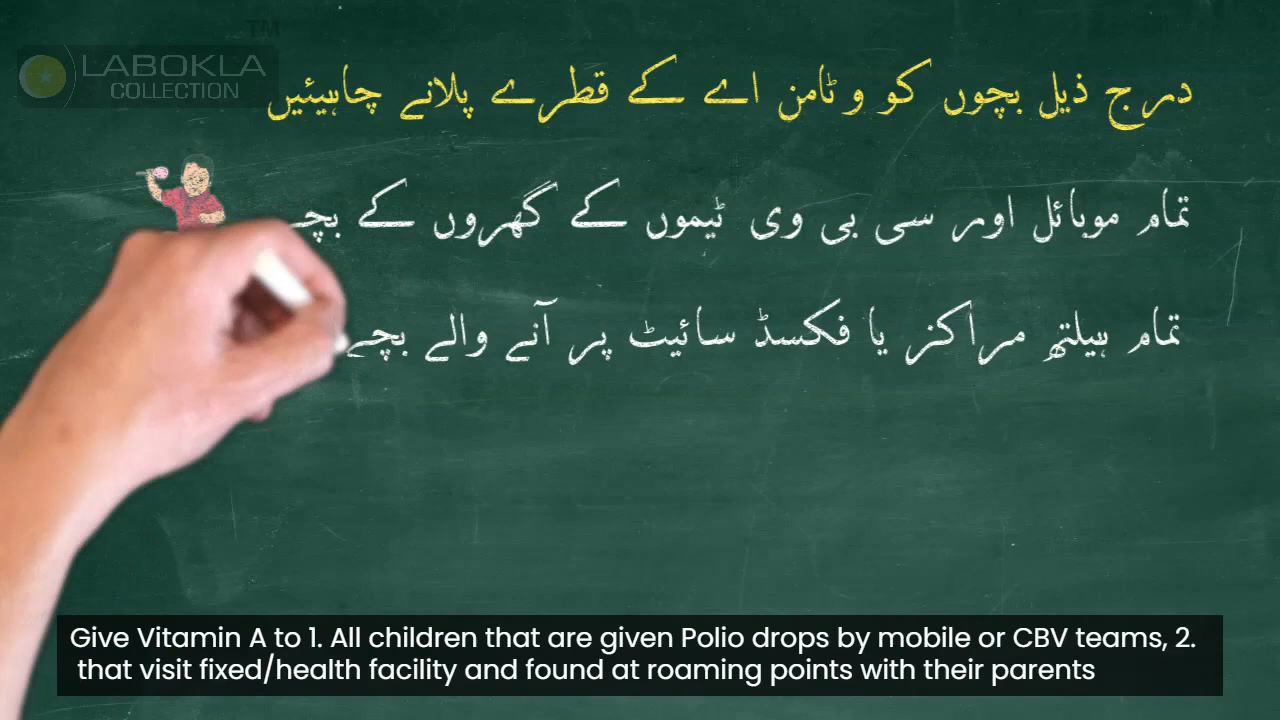 TM
LABOKLA
COLLECTION
درج ذیل بچوں کو وٹامن اے کے قطرے پلانے چاہیئیں
تمام موبائل اور سی بی وی ٹیموں کے گھروں کے
تمام ہیلتھ مراکز یا فکسڈ سائیٹ پر آنے والے بچے
Give Vitamin A to 1. All children that are given Polio drops by mobile or CBV teams, 2.
that visit fixed/health facility and found at roaming points with their parents